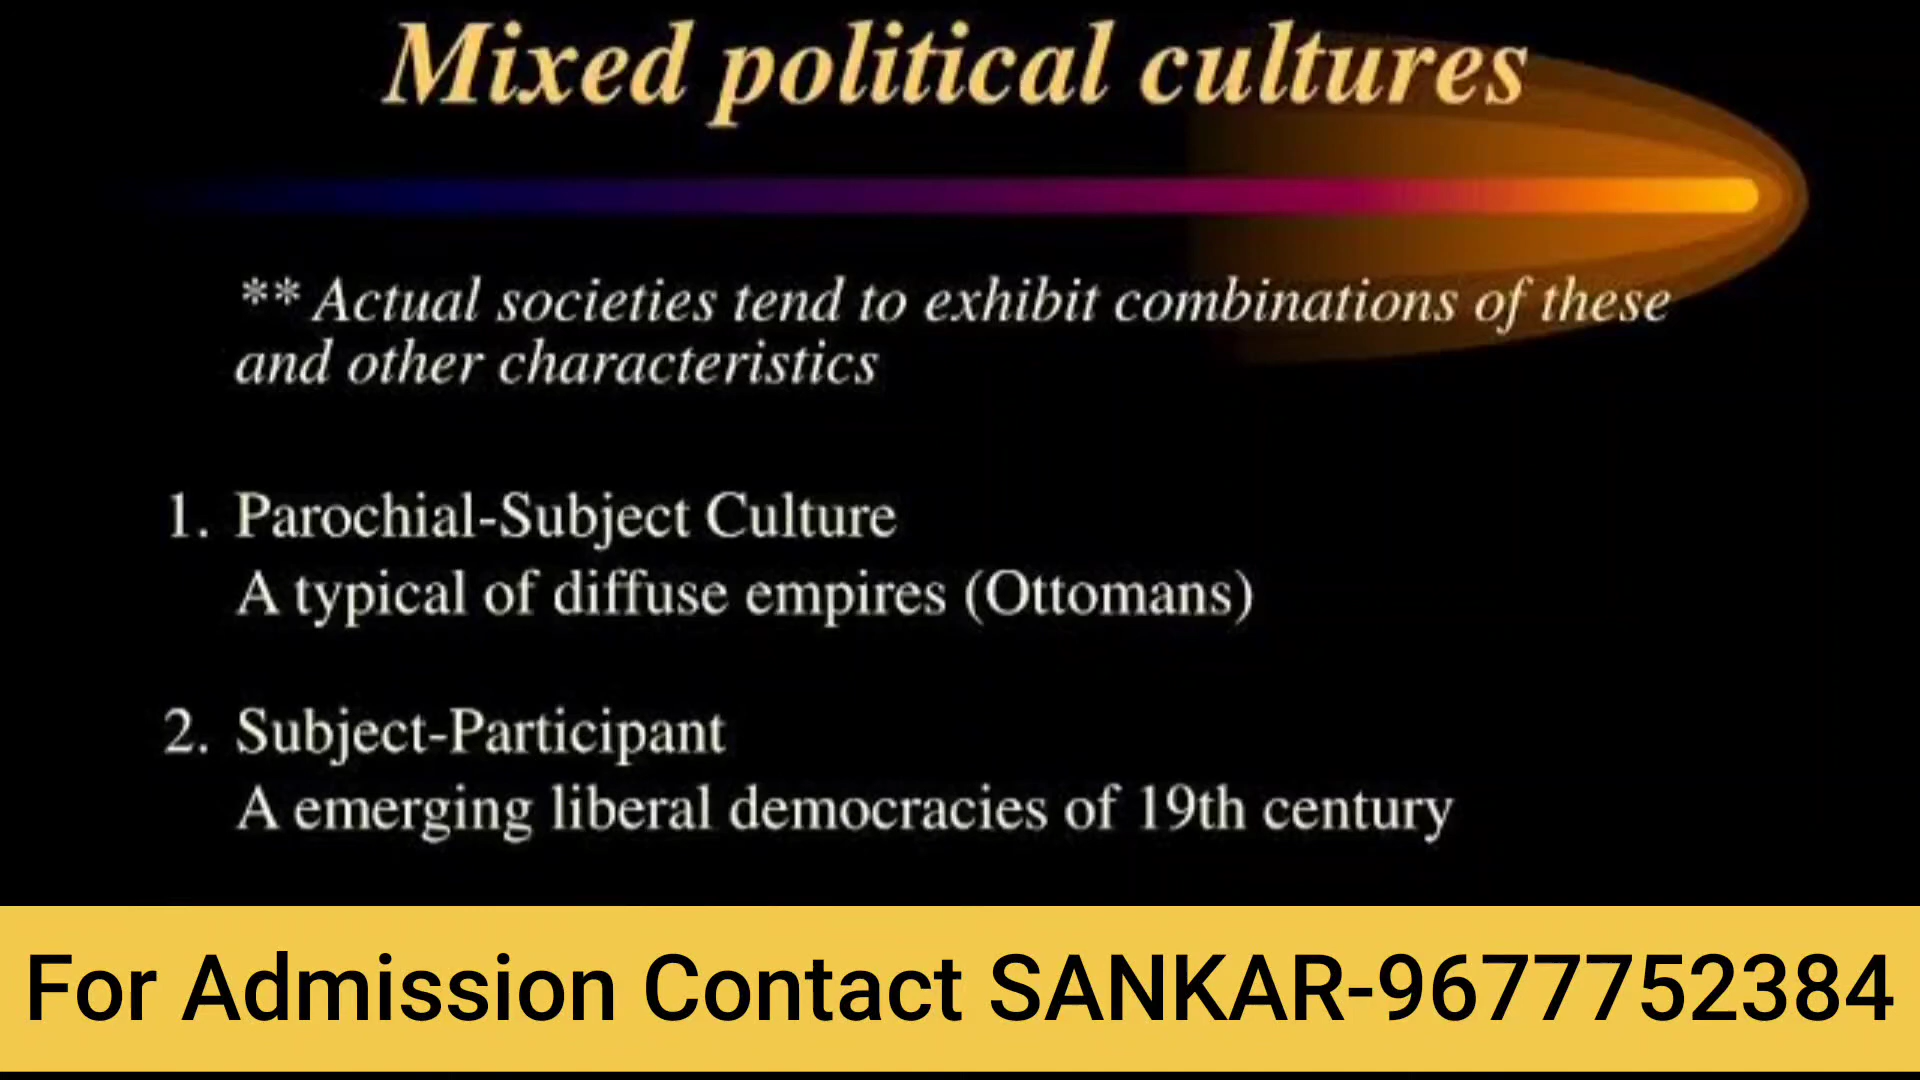 Mixed political cultures
** Actual societies tend to exhibit combinations of these
and other characteristics
1. Parochial-Subject Culture
A typical of diffuse empires (Ottomans)
2. Subject-Participant
A emerging liberal democracies of 19th century
For Admission Contact SANKAR-9677752384